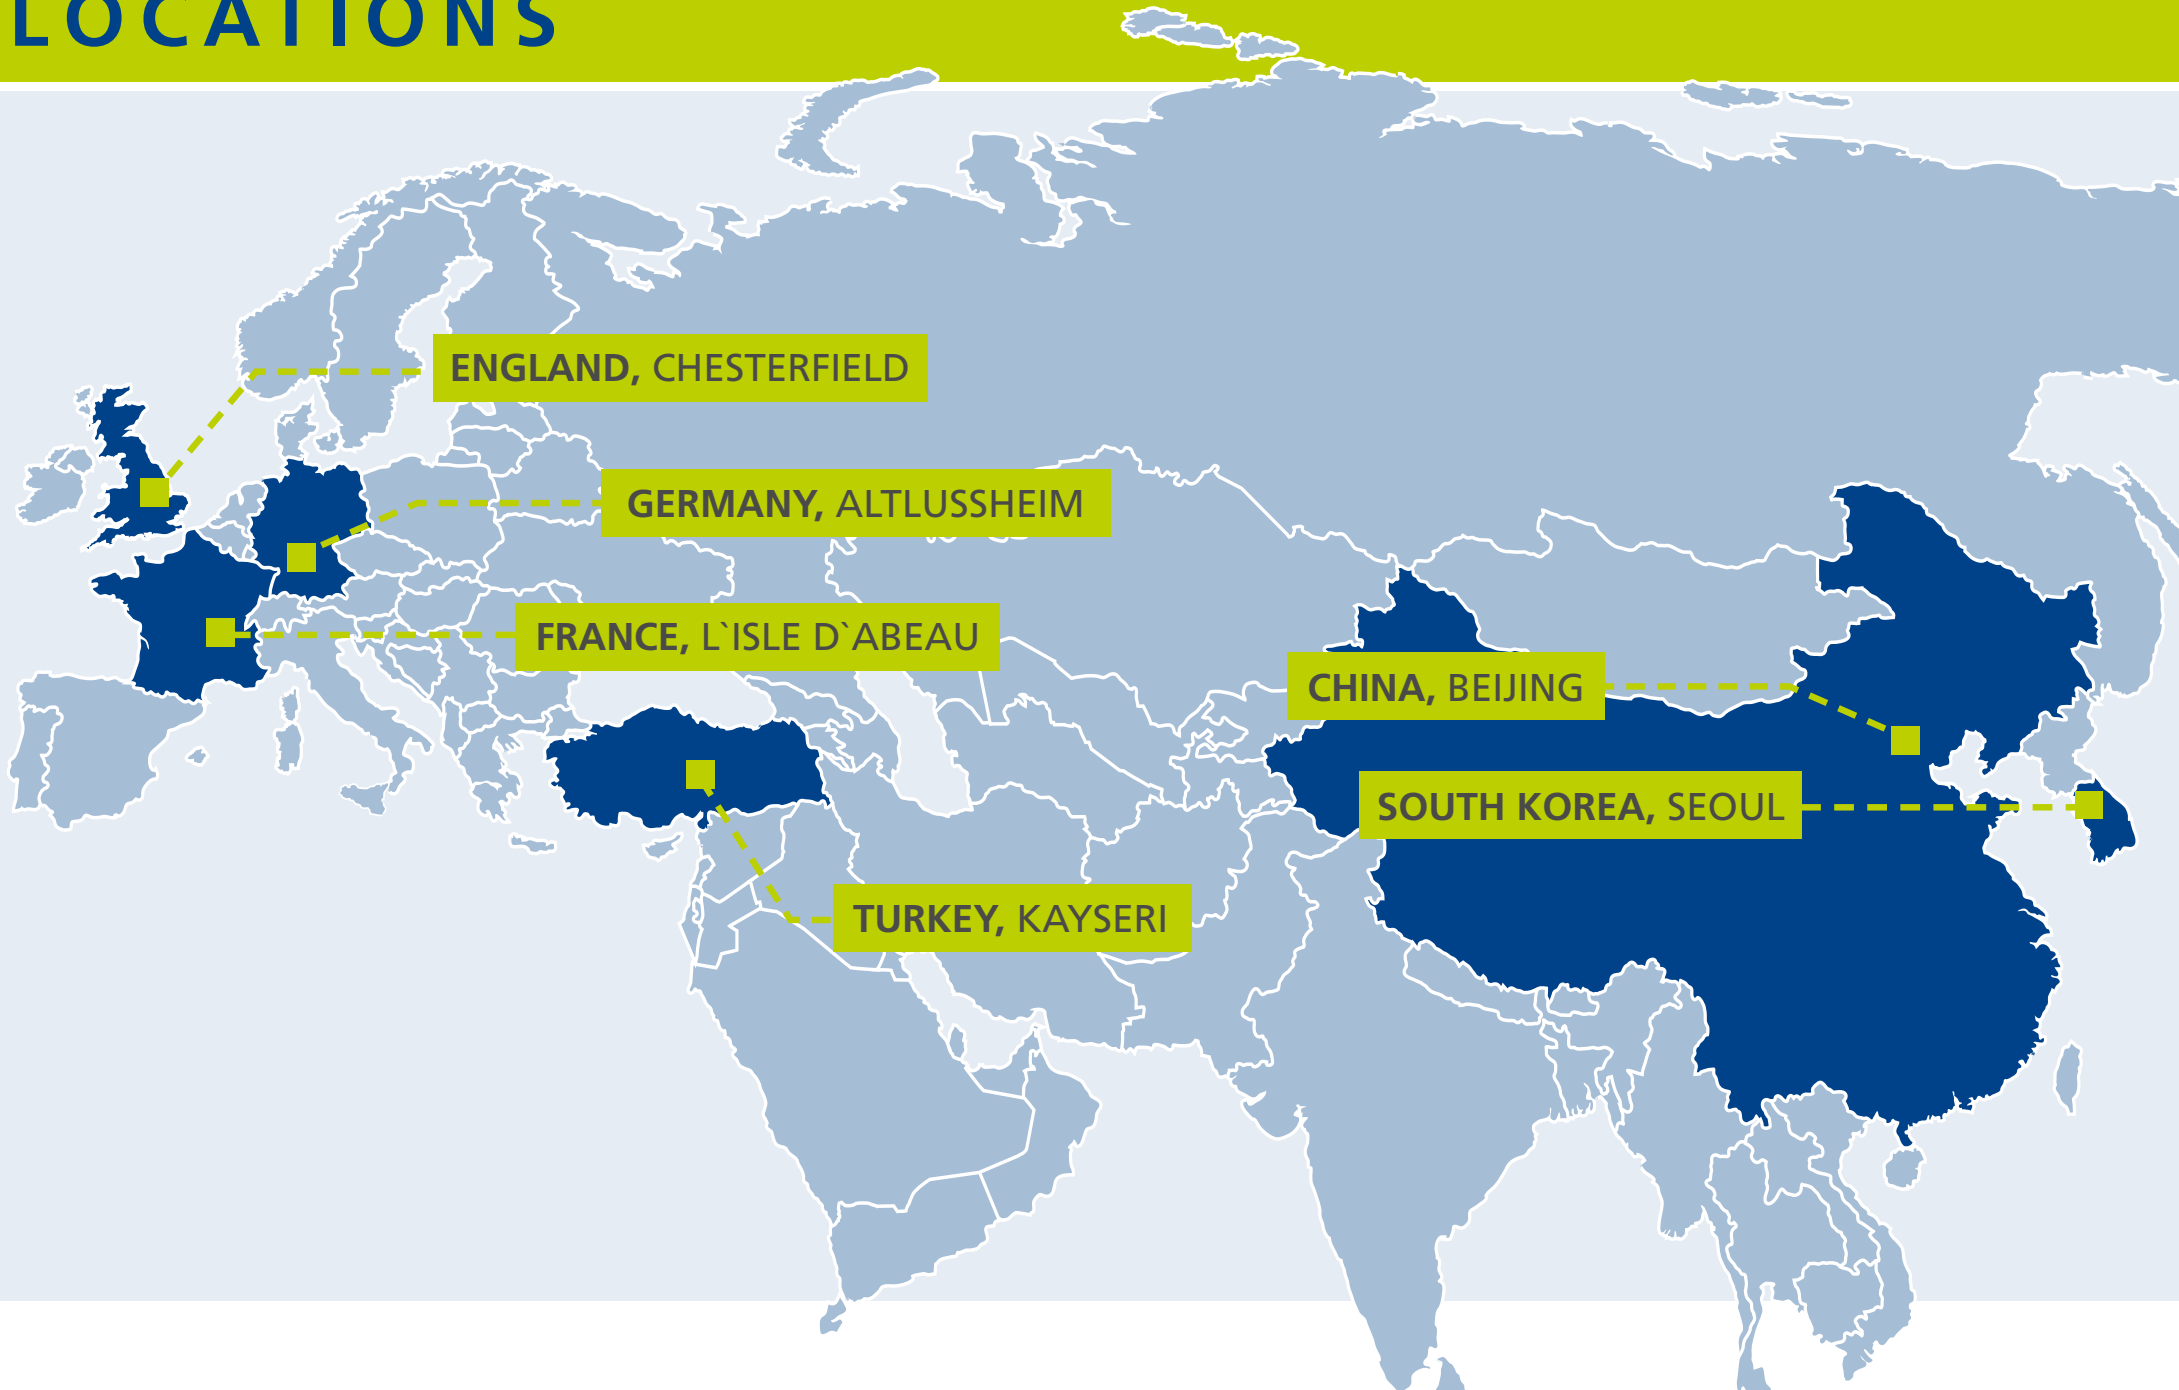 LOCATIONS
ENGLAND, CHESTERFIELD
GERMANY, ALTLUSSHEIM
FRANCE, L`ISLE D`ABEAU
CHINA, BEIJING
SOUTH KOREA, SEOUL
TURKEY, KAYSERI